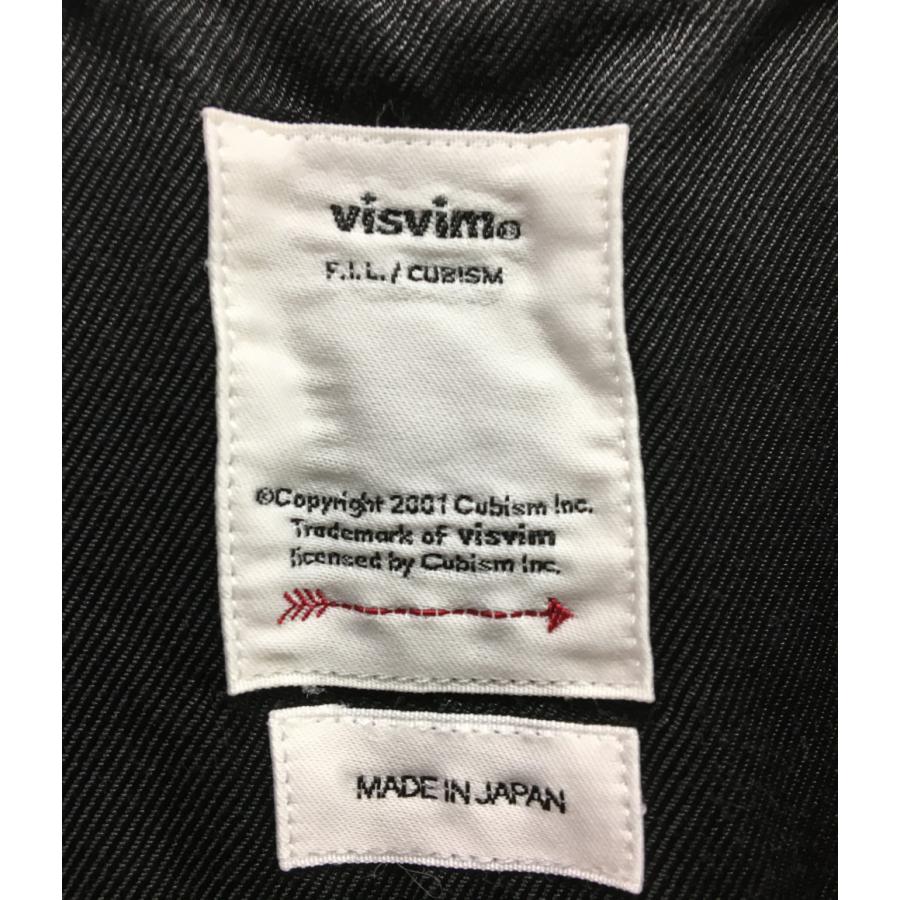 visvim®
F.I.L./CUBISM
©Copyright 2001 Cubism Inc.
Trademark of visvim
licensed by Cubism Inc.
MADE IN JAPAN